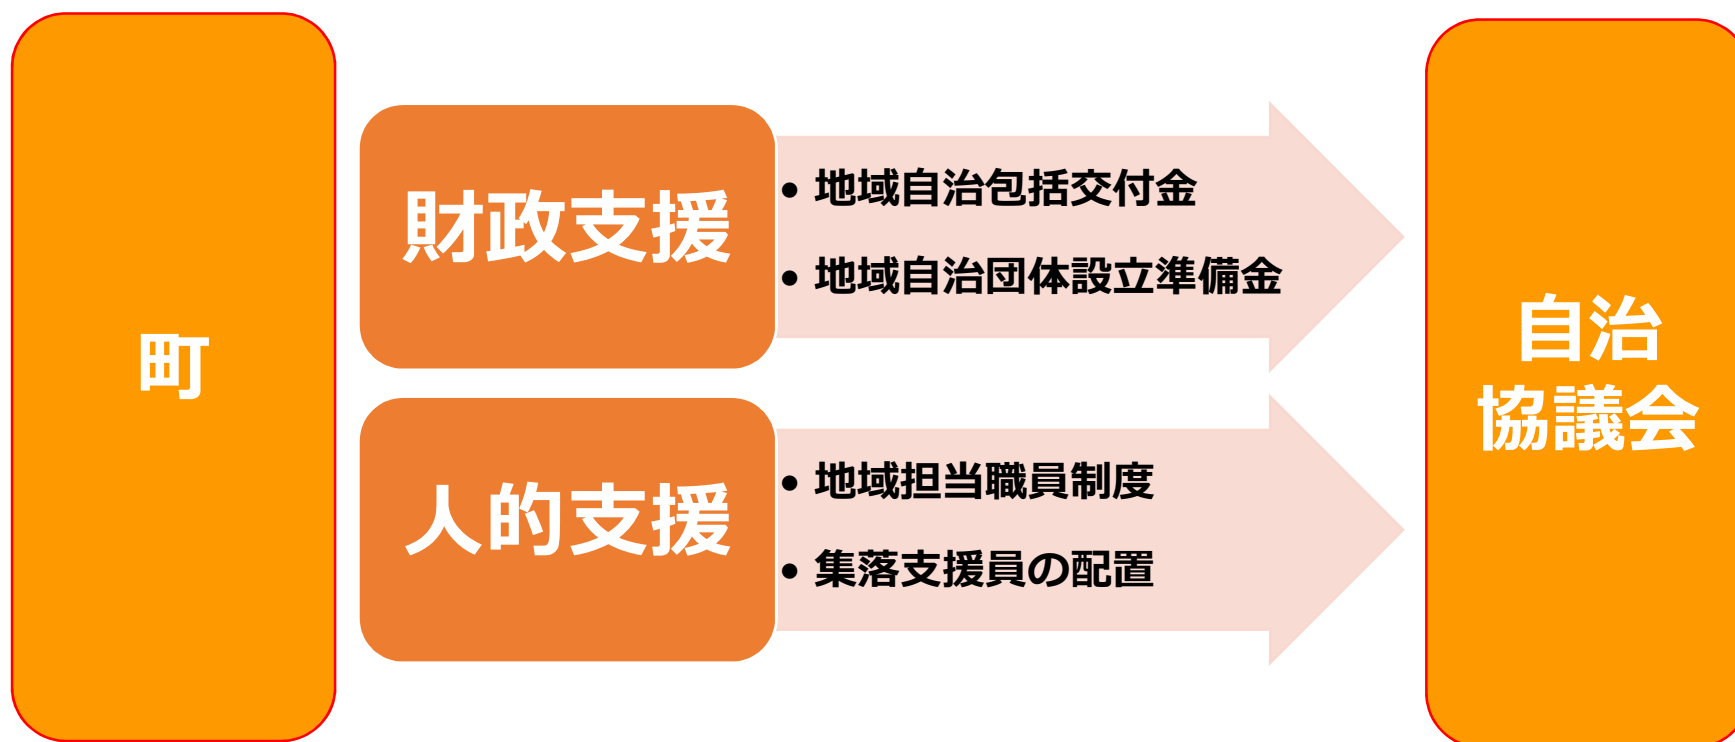 町
財政支援
• 地域自治包括交付金
• 地域自治団体設立準備金
人的支援
• 地域担当職員制度
• 集落支援員の配置
自治
協議会